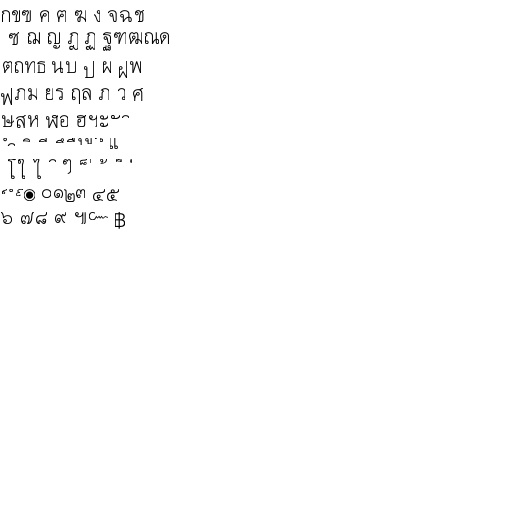 กขฃ ค ฅ ฆ ง จฉช
ซ ฌ ญ ฎ ฏ ฐฑฒณด
ตถทธ นบ ป ผ ฝพ
ฟภม ยร ฤล ฦ ว ศ
ษสห ฬอ ฮฯะ
แ
โใ ไ ๆ
๏ ๐๑๒๓ ๔๕
๖ ๗๘ ๙ ๚๛ ฿